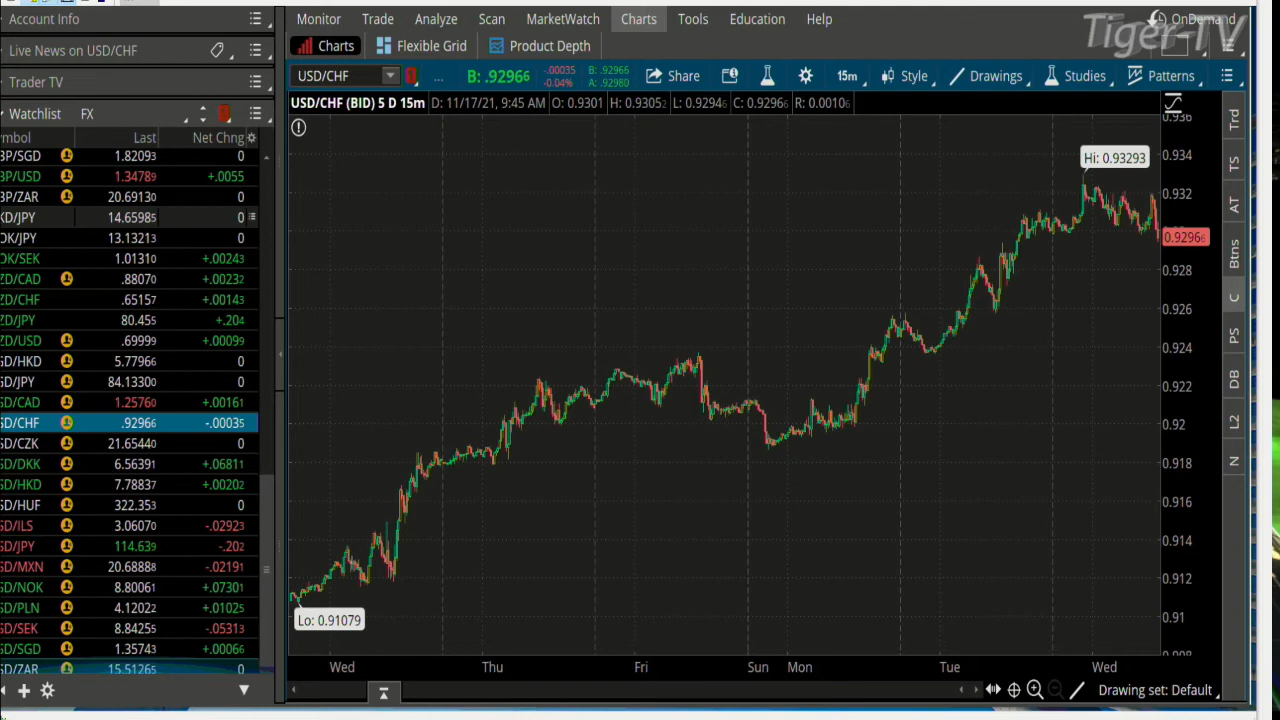 Account Info
Live News on USD/CHF
Trader TV
Watchlist FX
ymbol Last Net Chng
BP/SGD 1.82093 0
BP/USD 1.34789 +.0055
BP/ZAR 20.69130 0
KD/JPY 14.65985 0
OK/JPY 13.13213 0
OK/SEK 1.01310 +.00243
ZD/CAD .88070 +.00232
ZD/CHF .65157 +.00143
ZD/JPY 80.455 +.204
ZD/USD .69999 +.00099
GD/HKD 5.77966 0
GD/JPY 84.13300 0
SD/CAD 1.25760 +.00161
SD/CHF .92966 -.00035
SD/CZK 21.65440 0
SD/DKK 6.56391 +.06811
SD/HKD 7.78837 +.00202
SD/HUF 322.353 0
SD/ILS 3.06070 -.02923
SD/JPY 114.639 -.202
SD/MXN 20.68888 -.02191
SD/NOK 8.80061 +.07301
SD/PLN 4.12022 +.01025
SD/SEK 8.84255 -.05313
SD/SGD 1.35743 +.00066
SD/ZAR 15.51265 0
Monitor Trade Analyze Scan MarketWatch Charts Tools Education Help
OnDemand
Tiger-TV
Charts Flexible Grid Product Depth
USD/CHF ... B: .92966 -.00035 B: .92966
-0.04% A: .92980
Share 15m Style Drawings Studies Patterns
USD/CHF (BID) 5 D 15m D: 11/17/21, 9:45 AM O: 0.9301 H: 0.93052 L: 0.92946 C: 0.92966 R: 0.00106
Hi: 0.93293
Lo: 0.91079
0.936
0.934
0.932
0.92966
0.928
0.926
0.924
0.922
0.92
0.918
0.916
0.914
0.912
0.91
0.908
Wed Thu Fri Sun Mon Tue Wed
Drawing set: Default
Trd
TS
AT
Btns
C
PS
DB
L2
N